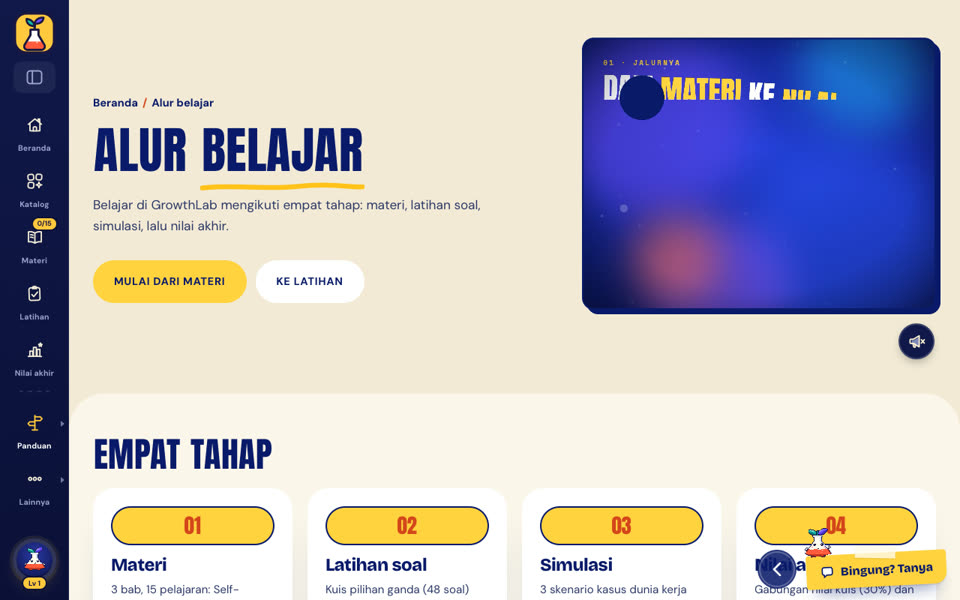 Beranda
Katalog
0/15
Materi
Latihan
Nilai akhir
Panduan
Lainnya
Lv 1
Beranda / Alur belajar
ALUR BELAJAR
Belajar di GrowthLab mengikuti empat tahap: materi, latihan soal,
simulasi, lalu nilai akhir.
MULAI DARI MATERI
KE LATIHAN
01 - JALURNYA
MATERI KE
EMPAT TAHAP
01
Materi
3 bab, 15 pelajaran: Self-
02
Latihan soal
Kuis pilihan ganda (48 soal)
03
Simulasi
3 skenario kasus dunia kerja
04
Gabungan nilai kuis (30%) dan
Bingung? Tanya